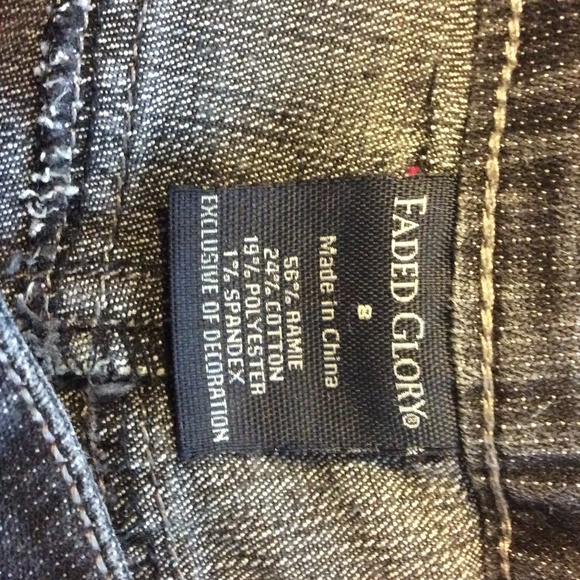 FADED GLORY®
8
Made in China
56% RAMIE
24% COTTON
19% POLYESTER
1% SPANDEX
EXCLUSIVE OF DECORATION